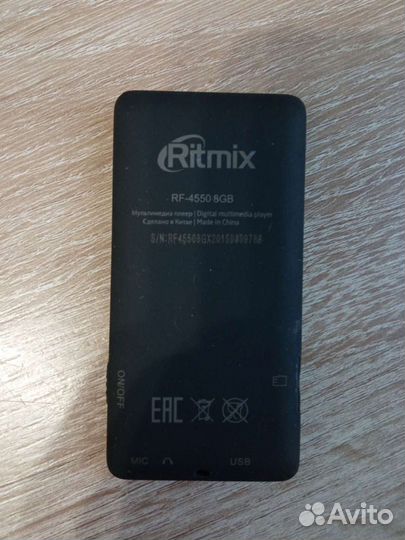 Ritmix
RF-4550 8GB
Мультимедиа плеер | Digital multimedia player
Сделано в Китае | Made in China
ON/OFF
EAC
MIC
USB
Avito